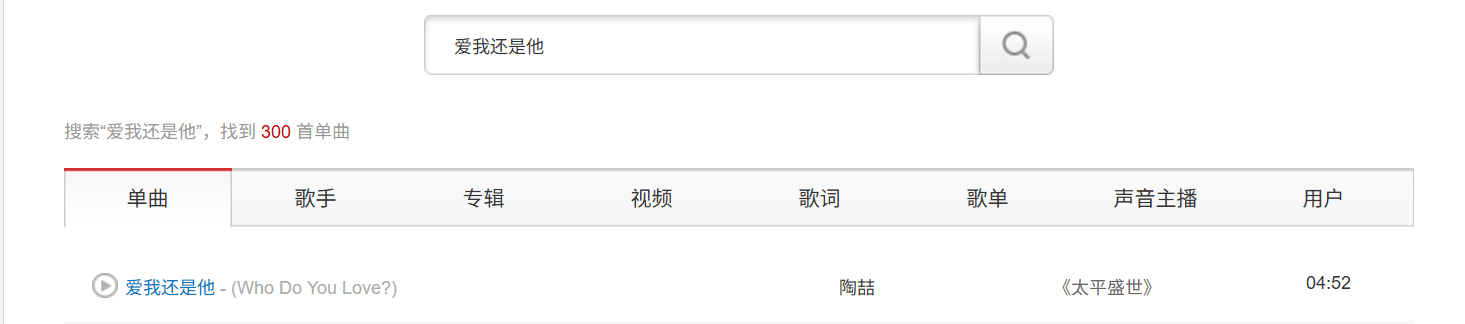 爱我还是他
搜索“爱我还是他”，找到 300 首单曲
单曲 歌手 专辑 视频 歌词 歌单 声音主播 用户
爱我还是他 - (Who Do You Love?) 陶喆 《太平盛世》 04:52